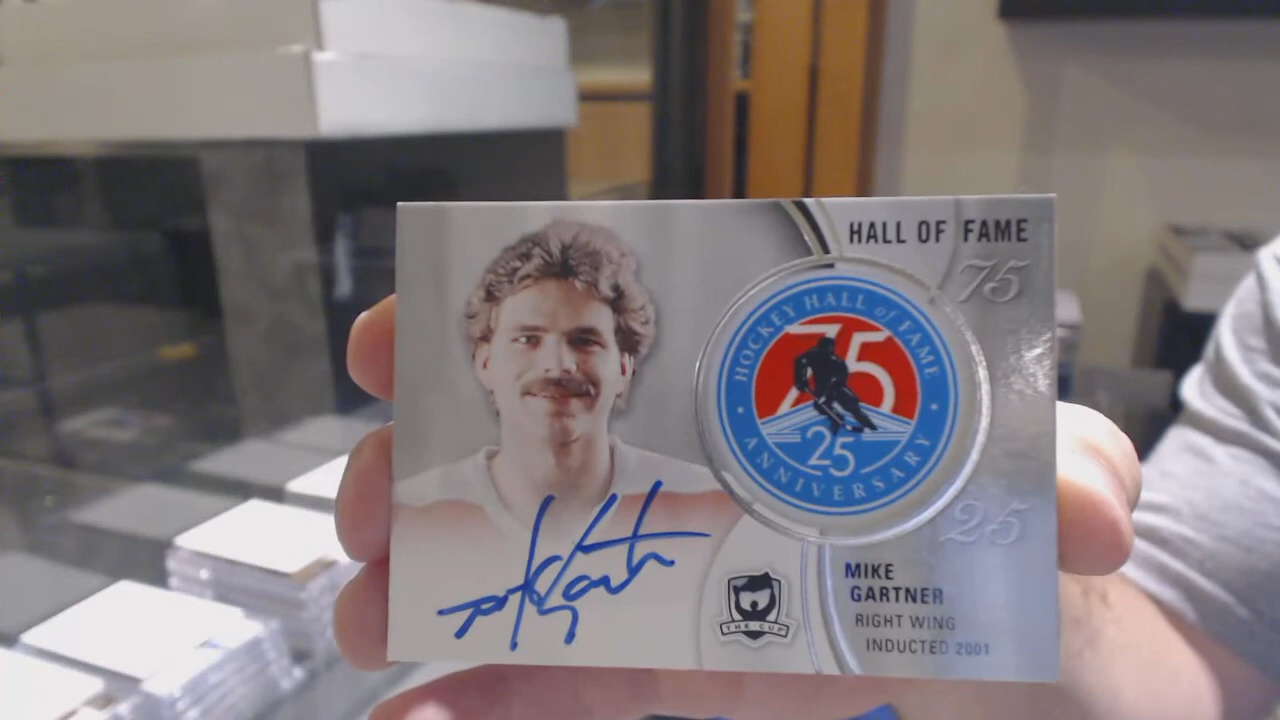 HALL OF FAME
75
HOCKEY HALL of FAME
75
25
ANNIVERSARY
25
THE CUP
MIKE
GARTNER
RIGHT WING
INDUCTED 2001